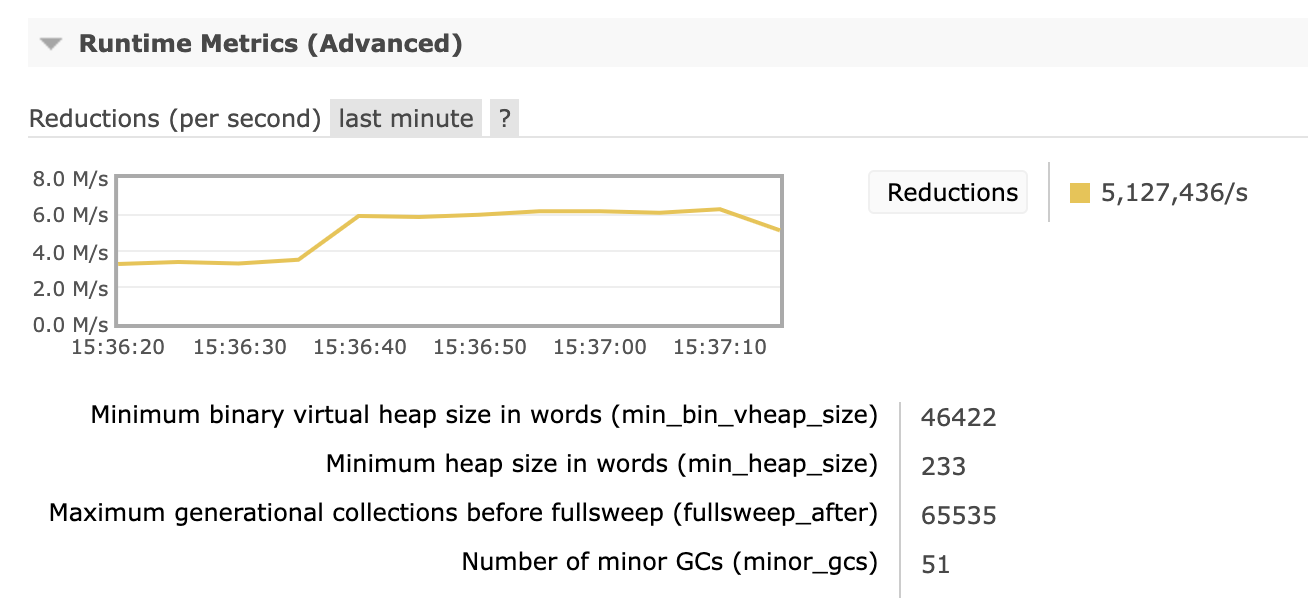 Runtime Metrics (Advanced)
Reductions (per second) last minute ?
8.0 M/s
6.0 M/s
4.0 M/s
2.0 M/s
0.0 M/s
15:36:20 15:36:30 15:36:40 15:36:50 15:37:00 15:37:10
Reductions 5,127,436/s
Minimum binary virtual heap size in words (min_bin_vheap_size) 46422
Minimum heap size in words (min_heap_size) 233
Maximum generational collections before fullsweep (fullsweep_after) 65535
Number of minor GCs (minor_gcs) 51